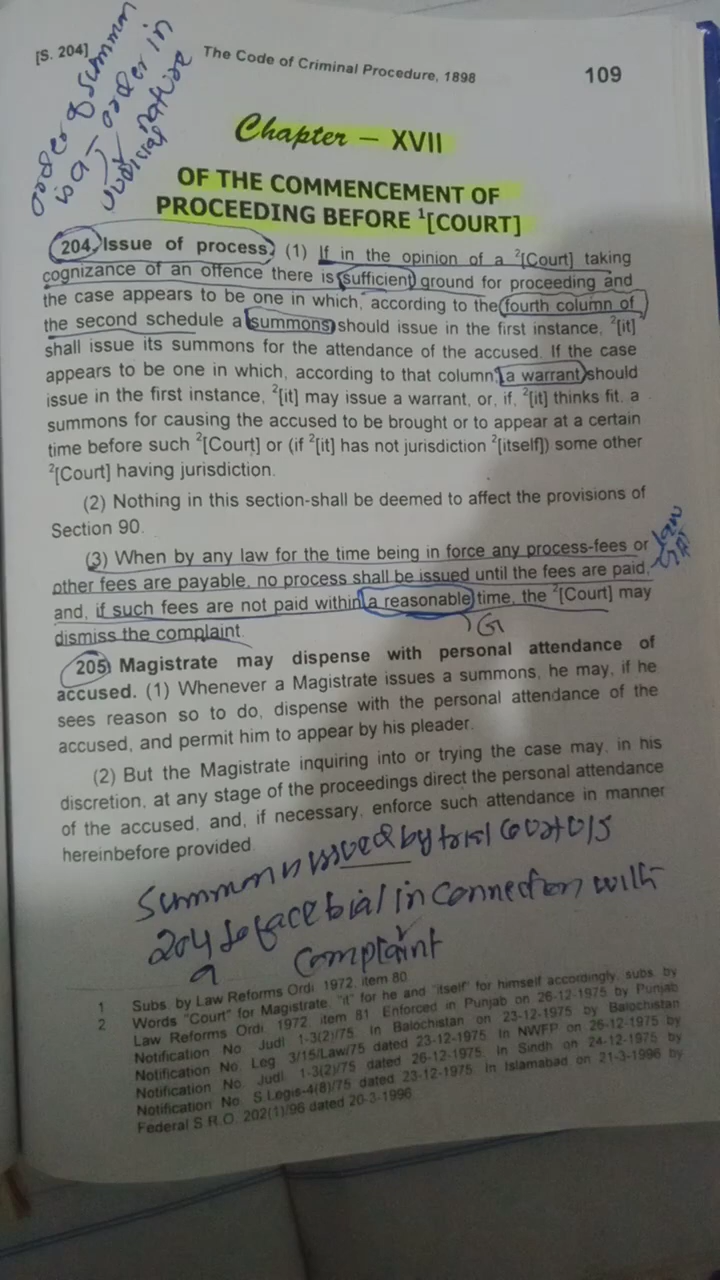 [S. 204]
The Code of Criminal Procedure, 1898
109
order of summon
is a order in
nature
Chapter – XVII
OF THE COMMENCEMENT OF
PROCEEDING BEFORE ¹[COURT]
204. Issue of process. (1) If in the opinion of a ²[Court] taking
cognizance of an offence there is sufficient ground for proceeding and
the case appears to be one in which, according to the fourth column of
the second schedule a summons should issue in the first instance, ²[it]
shall issue its summons for the attendance of the accused. If the case
appears to be one in which, according to that column, a warrant should
issue in the first instance, ²[it] may issue a warrant, or, if, ²[it] thinks fit, a
summons for causing the accused to be brought or to appear at a certain
time before such ²[Court] or (if ²[it] has not jurisdiction ²[itself]) some other
²[Court] having jurisdiction.
(2) Nothing in this section-shall be deemed to affect the provisions of
Section 90.
(3) When by any law for the time being in force any process-fees or
other fees are payable, no process shall be issued until the fees are paid,
and, if such fees are not paid within a reasonable time, the ²[Court] may
dismiss the complaint.
205. Magistrate may dispense with personal attendance of
accused. (1) Whenever a Magistrate issues a summons, he may, if he
sees reason so to do, dispense with the personal attendance of the
accused, and permit him to appear by his pleader.
(2) But the Magistrate inquiring into or trying the case may, in his
discretion, at any stage of the proceedings direct the personal attendance
of the accused, and, if necessary, enforce such attendance in manner
hereinbefore provided.
Summon is issued by trial court u/s
204 to face trial in connection with
a complaint
1 Subs. by Law Reforms Ordi. 1972, item 80.
2 Words "Court" for Magistrate, "it" for he and "itself" for himself accordingly, subs. by
Law Reforms Ordi. 1972, item 81. Enforced in Punjab on 26-12-1975 by Punjab
Notification No. Judl. 1-3(2)/75. In Balochistan on 23-12-1975 by Balochistan
Notification No. Leg. 3/15/Law/75 dated 23-12-1975. In NWFP on 26-12-1975 by
Notification No. Judl. 1-3(2)/75 dated 26-12-1975. In Sindh on 24-12-1975 by
Notification No. S.Legis-4(8)/75 dated 23-12-1975. In Islamabad on 21-3-1996 by
Federal S.R.O. 202(1)/96 dated 20-3-1996.